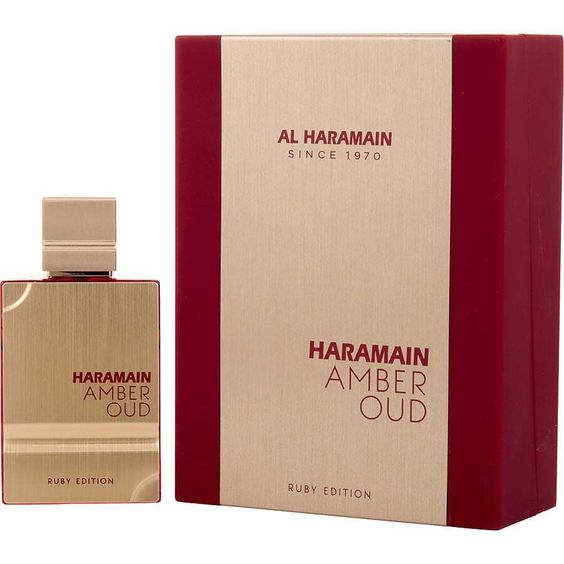 AL HARAMAIN
SINCE 1970
HARAMAIN
AMBER
OUD
RUBY EDITION
HARAMAIN
AMBER
OUD
RUBY EDITION